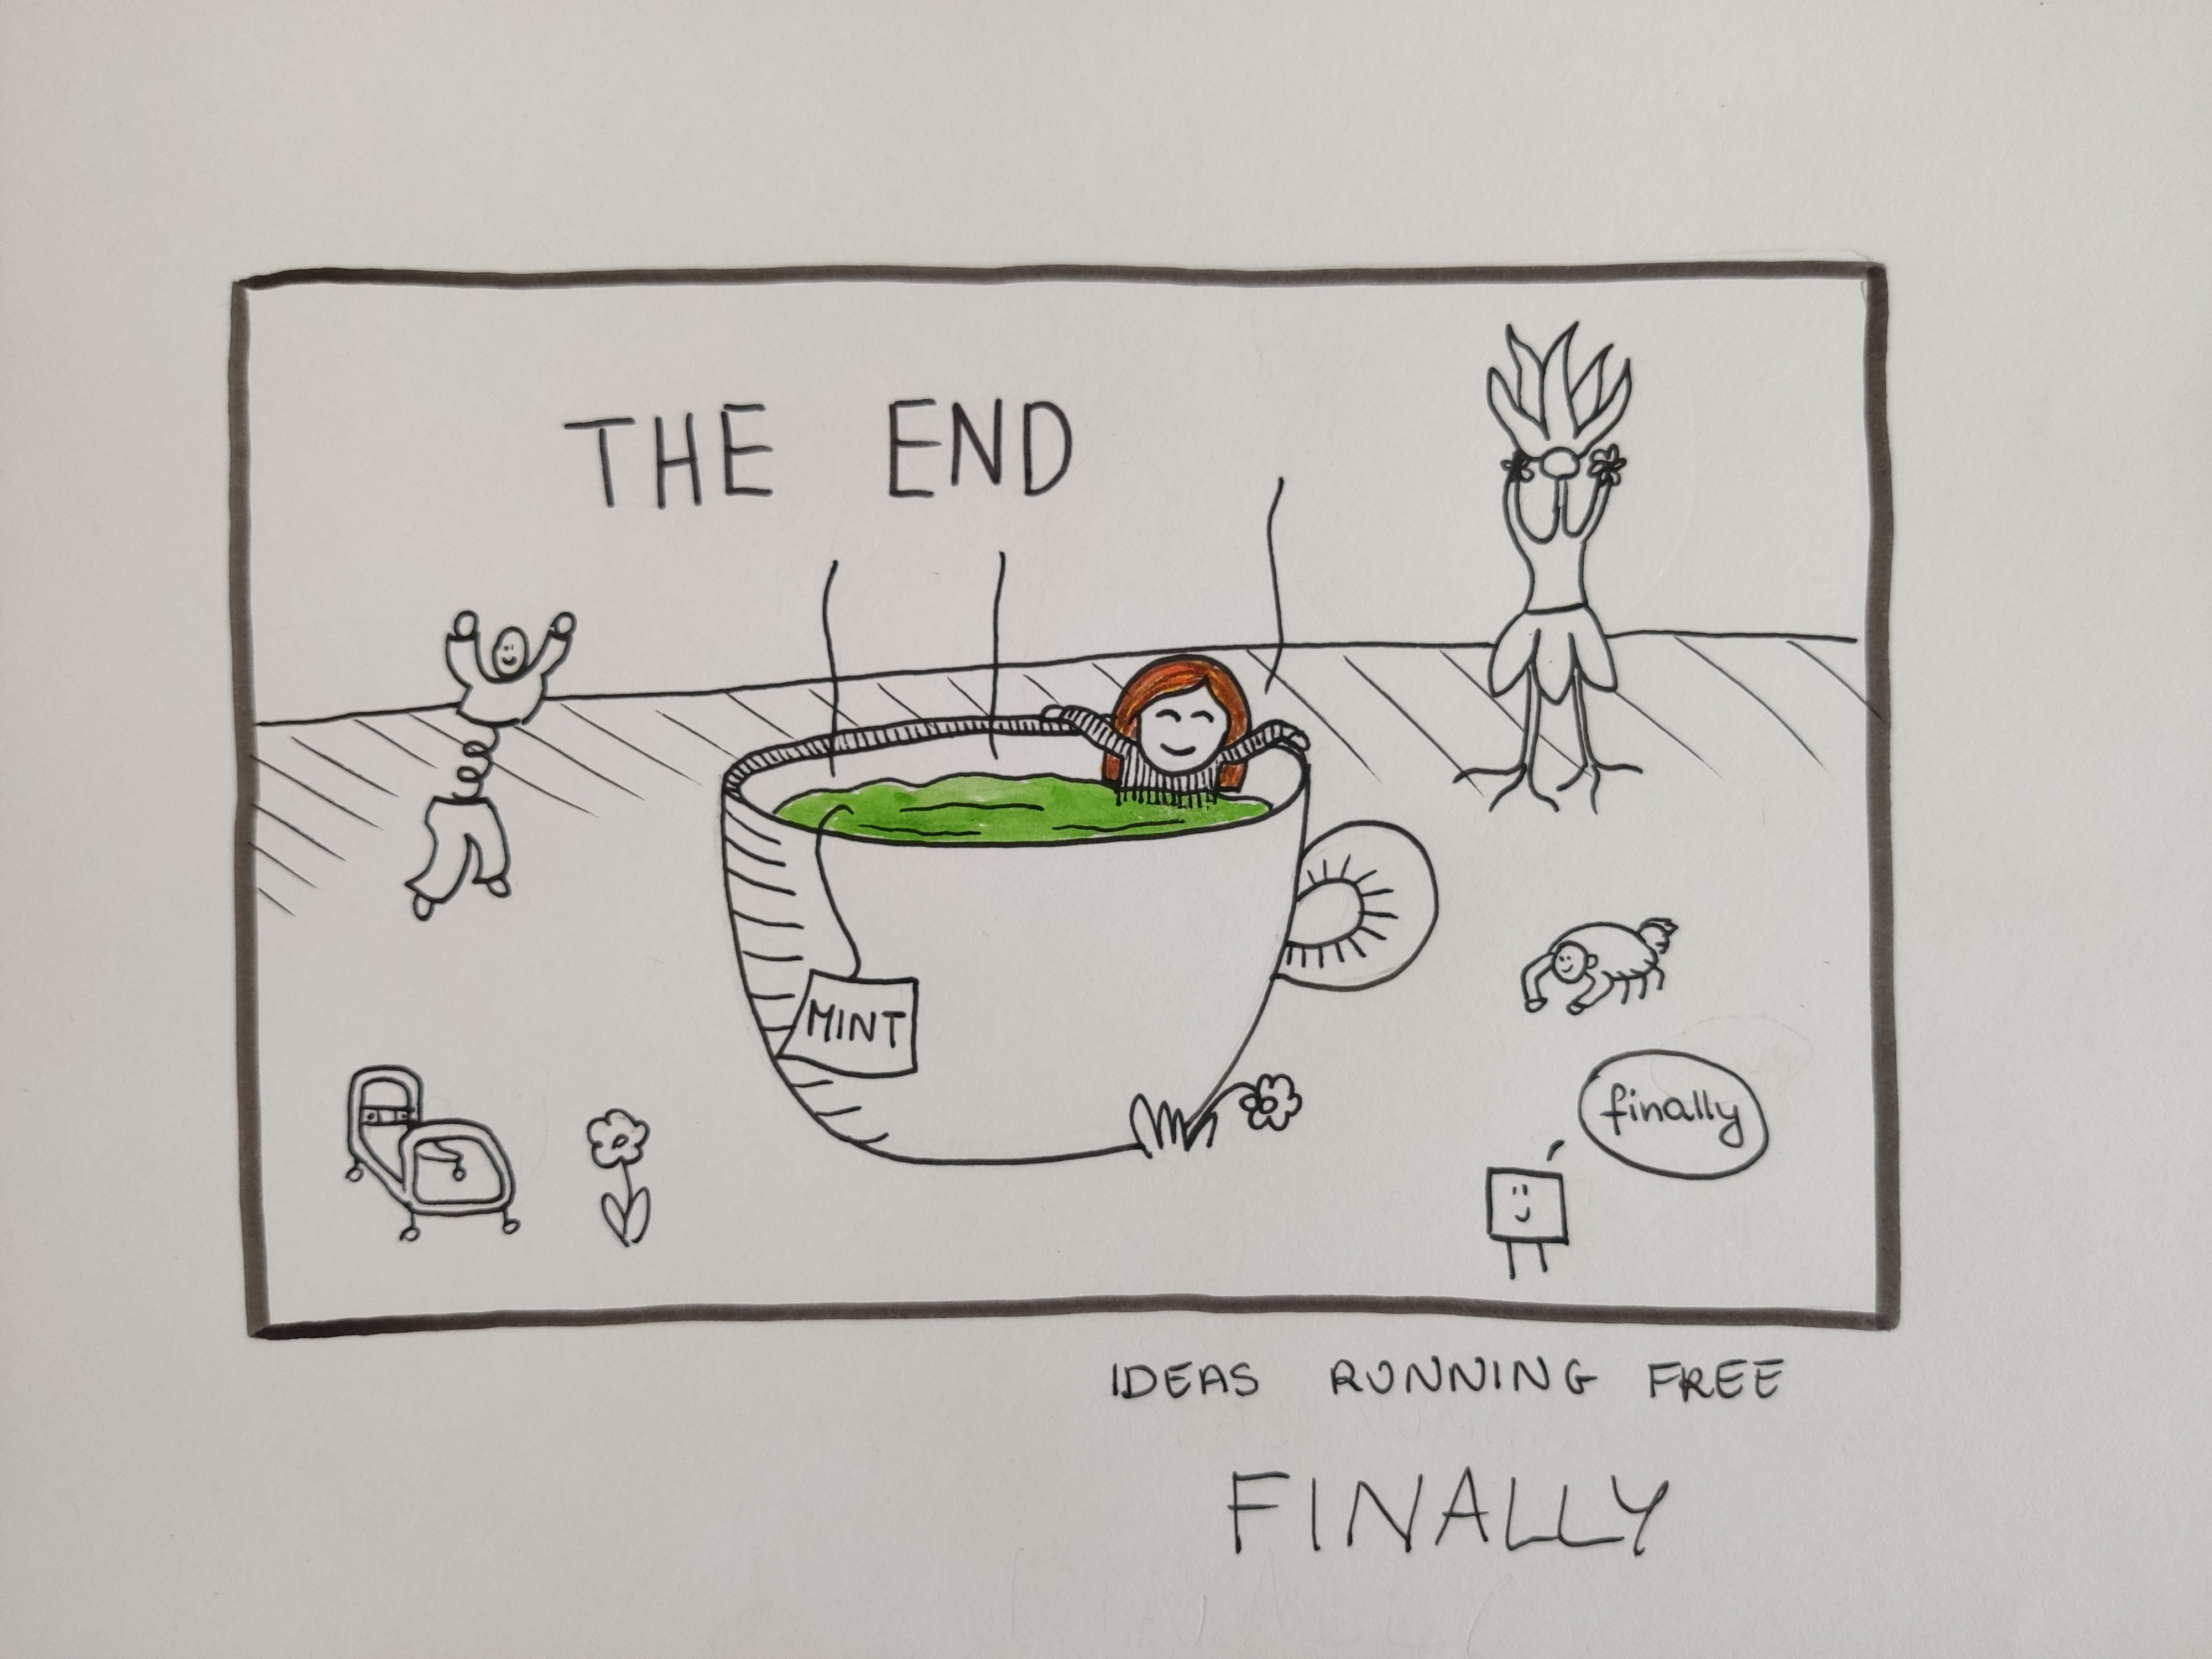 THE END
MINT
finally
IDEAS RUNNING FREE
FINALLY